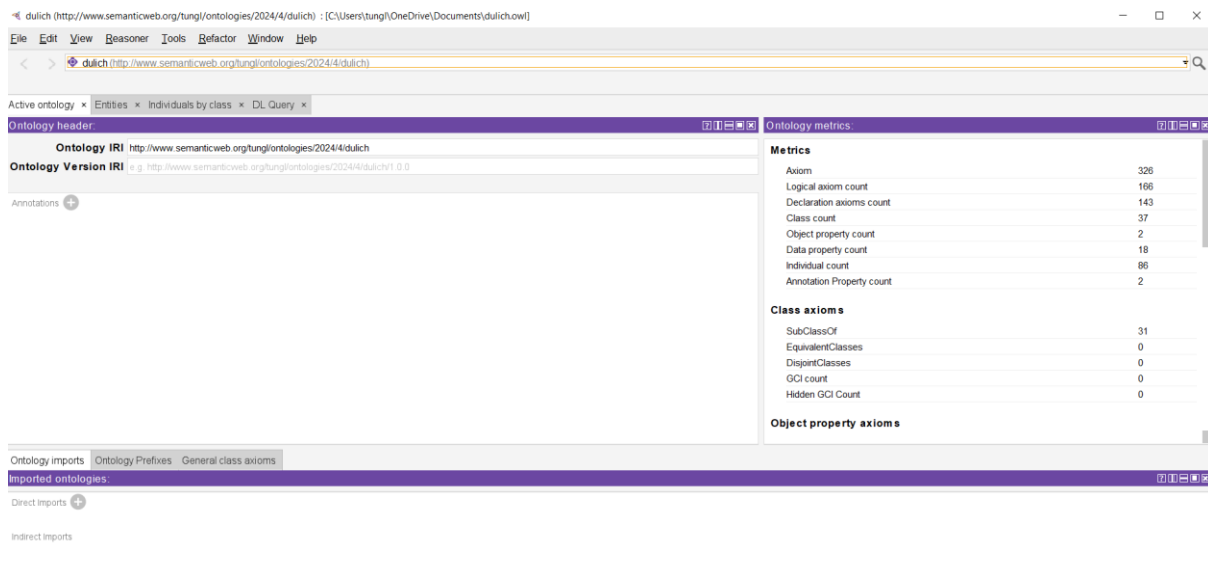 dulich (http://www.semanticweb.org/tungl/ontologies/2024/4/dulich) : [C:\Users\tungl\OneDrive\Documents\dulich.owl]
File Edit View Reasoner Tools Refactor Window Help
dulich (http://www.semanticweb.org/tungl/ontologies/2024/4/dulich)
Active ontology × Entities × Individuals by class × DL Query ×
Ontology header:
Ontology IRI http://www.semanticweb.org/tungl/ontologies/2024/4/dulich
Ontology Version IRI e.g. http://www.semanticweb.org/tungl/ontologies/2024/4/dulich/1.0.0
Annotations
Ontology metrics:
Metrics
Axiom 326
Logical axiom count 166
Declaration axioms count 143
Class count 37
Object property count 2
Data property count 18
Individual count 86
Annotation Property count 2
Class axioms
SubClassOf 31
EquivalentClasses 0
DisjointClasses 0
GCI count 0
Hidden GCI Count 0
Object property axioms
Ontology imports Ontology Prefixes General class axioms
Imported ontologies:
Direct Imports
Indirect Imports